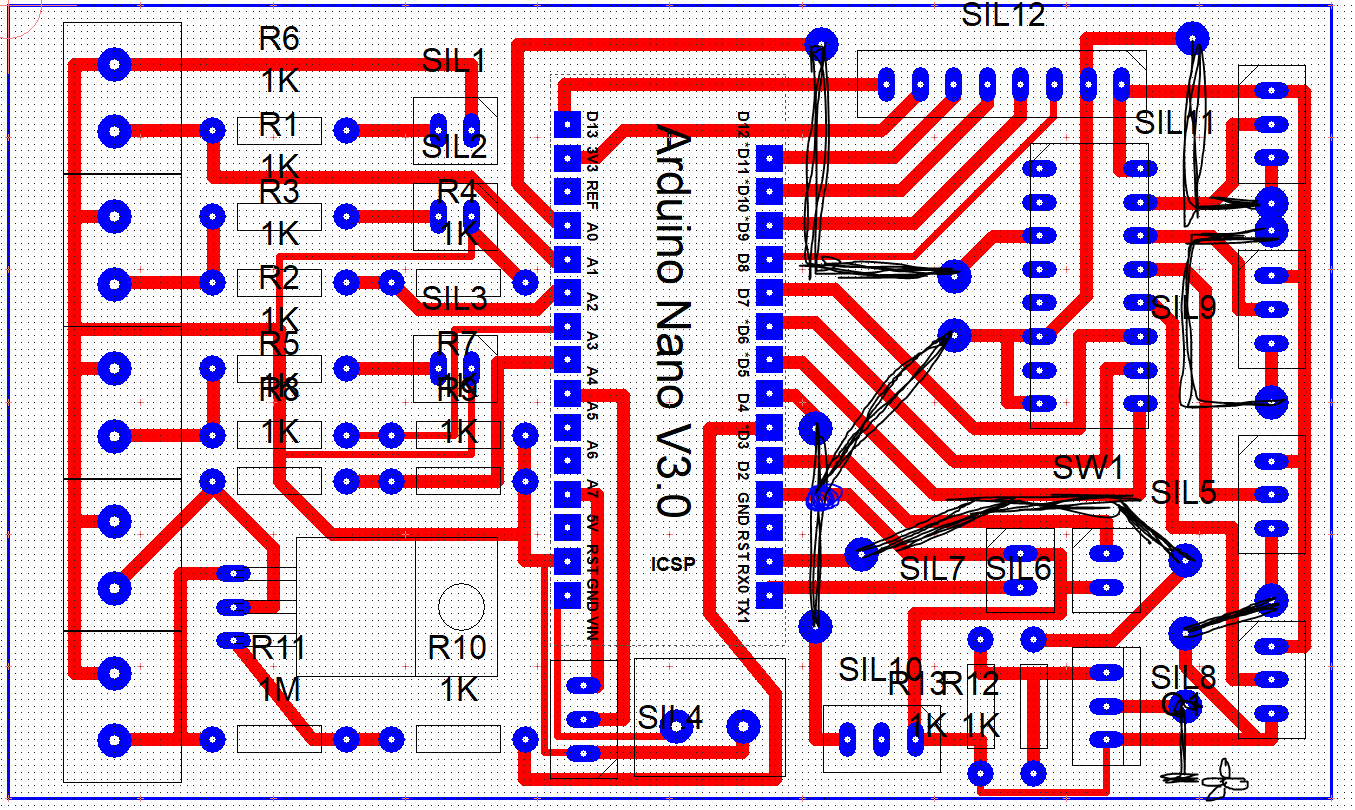 SIL12
R6
1K
SIL1
R1
1K
SIL2
SIL11
R3
1K
R4
1K
R2
1K
SIL3
SIL9
R5
1K
R7
1K
R8
1K
R9
1K
D13 3V3 REF A0 A1 A2 A3 A4 A5 A6 A7 5V RST GND VIN
Arduino Nano V3.0
ICSP
D12 *D11 *D10 *D9 D8 D7 *D6 *D5 D4 *D3 D2 GND RST RX0 TX1
SW1
SIL5
SIL7
SIL6
R11
1M
R10
1K
SIL4
SIL10
R13
1K
R12
1K
SIL8